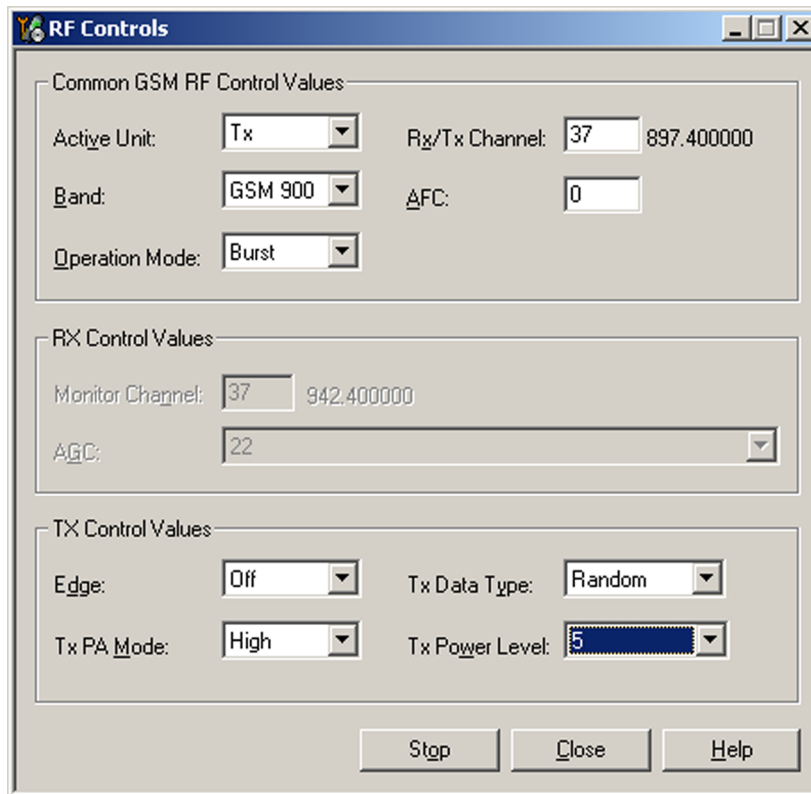 RF Controls
Common GSM RF Control Values
Active Unit: Tx Rx/Tx Channel: 37 897.400000
Band: GSM 900 AFC: 0
Operation Mode: Burst
RX Control Values
Monitor Channel: 37 942.400000
AGC: 22
TX Control Values
Edge: Off Tx Data Type: Random
Tx PA Mode: High Tx Power Level: 5
Stop Close Help